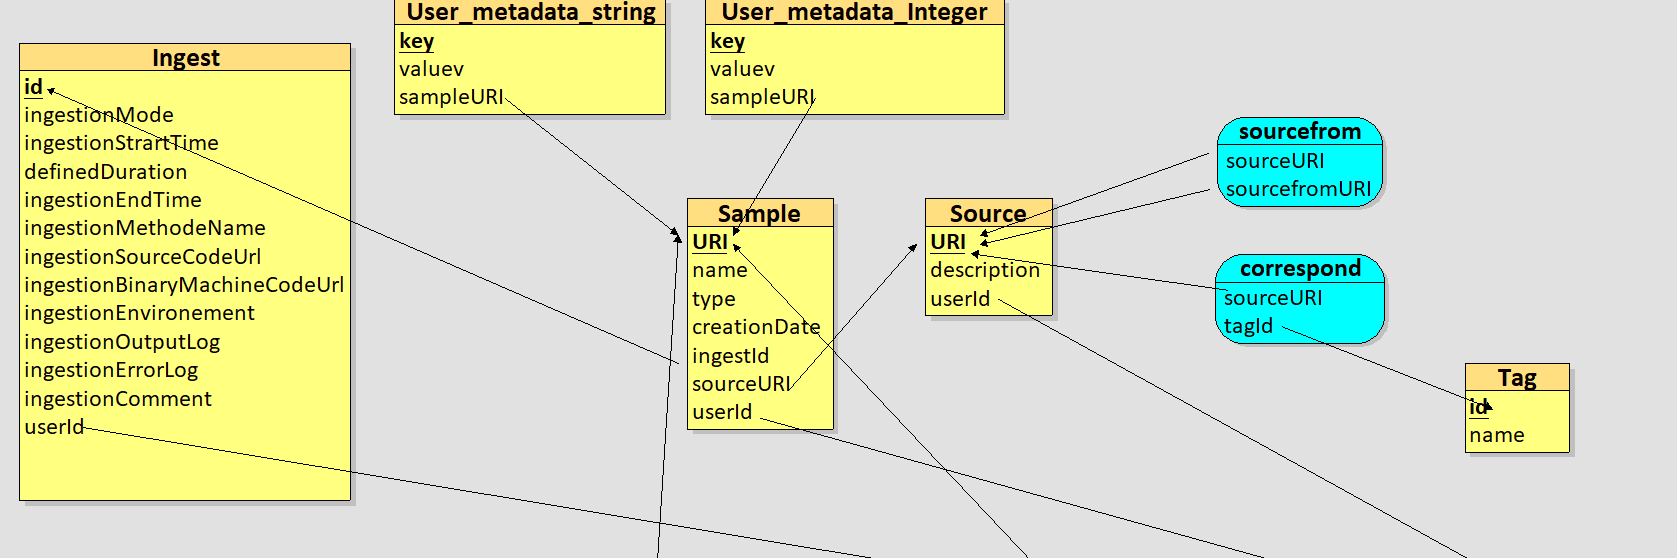 User_metadata_string
key
valuev
sampleURI
User_metadata_Integer
key
valuev
sampleURI
Ingest
id
ingestionMode
ingestionStrartTime
definedDuration
ingestionEndTime
ingestionMethodeName
ingestionSourceCodeUrl
ingestionBinaryMachineCodeUrl
ingestionEnvironement
ingestionOutputLog
ingestionErrorLog
ingestionComment
userId
Sample
URI
name
type
creationDate
ingestId
sourceURI
userId
Source
URI
description
userId
sourcefrom
sourceURI
sourcefromURI
correspond
sourceURI
tagId
Tag
id
name